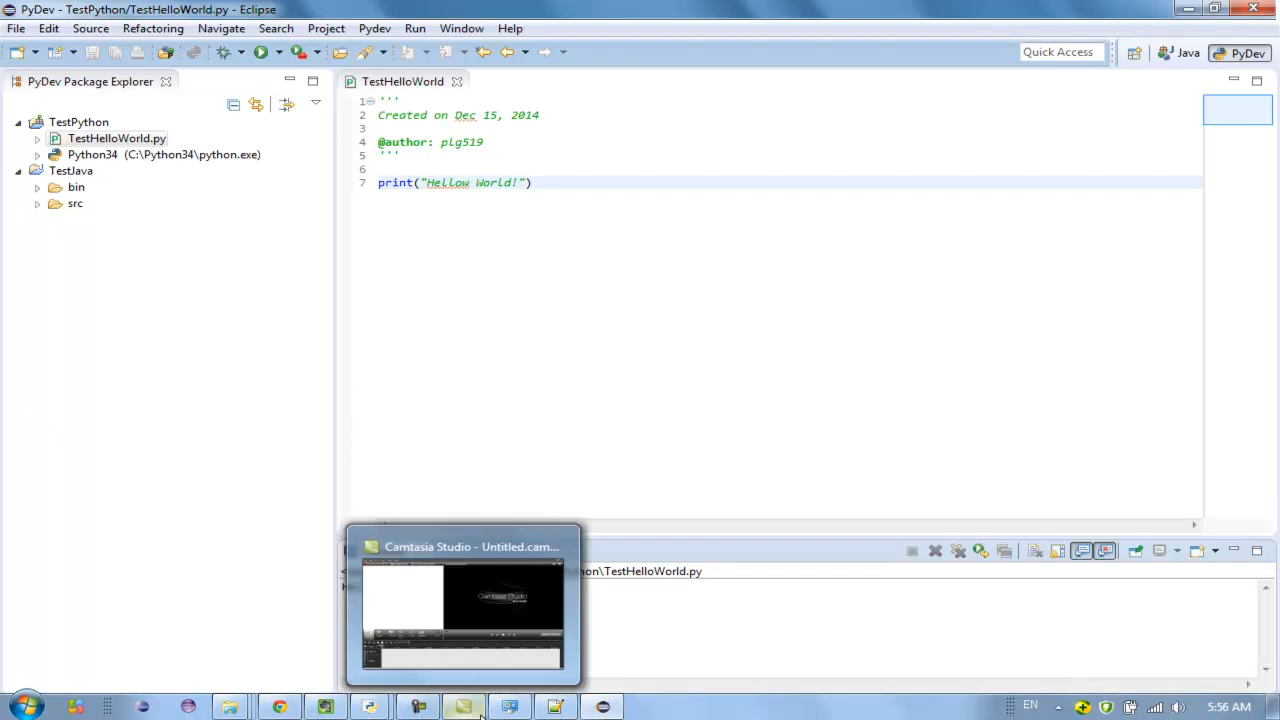 PyDev - TestPython/TestHelloWorld.py - Eclipse
File Edit Source Refactoring Navigate Search Project Pydev Run Window Help
Quick Access Java PyDev
PyDev Package Explorer
TestHelloWorld
TestPython
TestHelloWorld.py
Python34 (C:\Python34\python.exe)
TestJava
bin
src
1 '''
2 Created on Dec 15, 2014
3
4 @author: plg519
5 '''
6
7 print("Hellow World!")
Camtasia Studio - Untitled.cam...
on\TestHelloWorld.py
Camtasia Studio
EN 5:56 AM